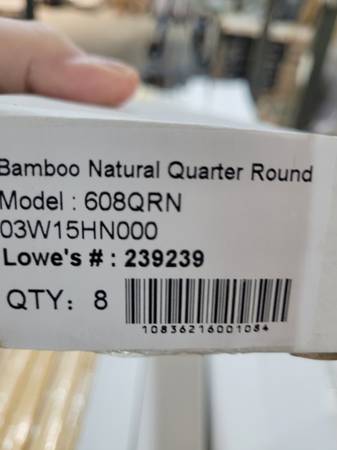 Bamboo Natural Quarter Round
Model : 608QRN
03W15HN000
Lowe's # : 239239
QTY: 8
10836216001084